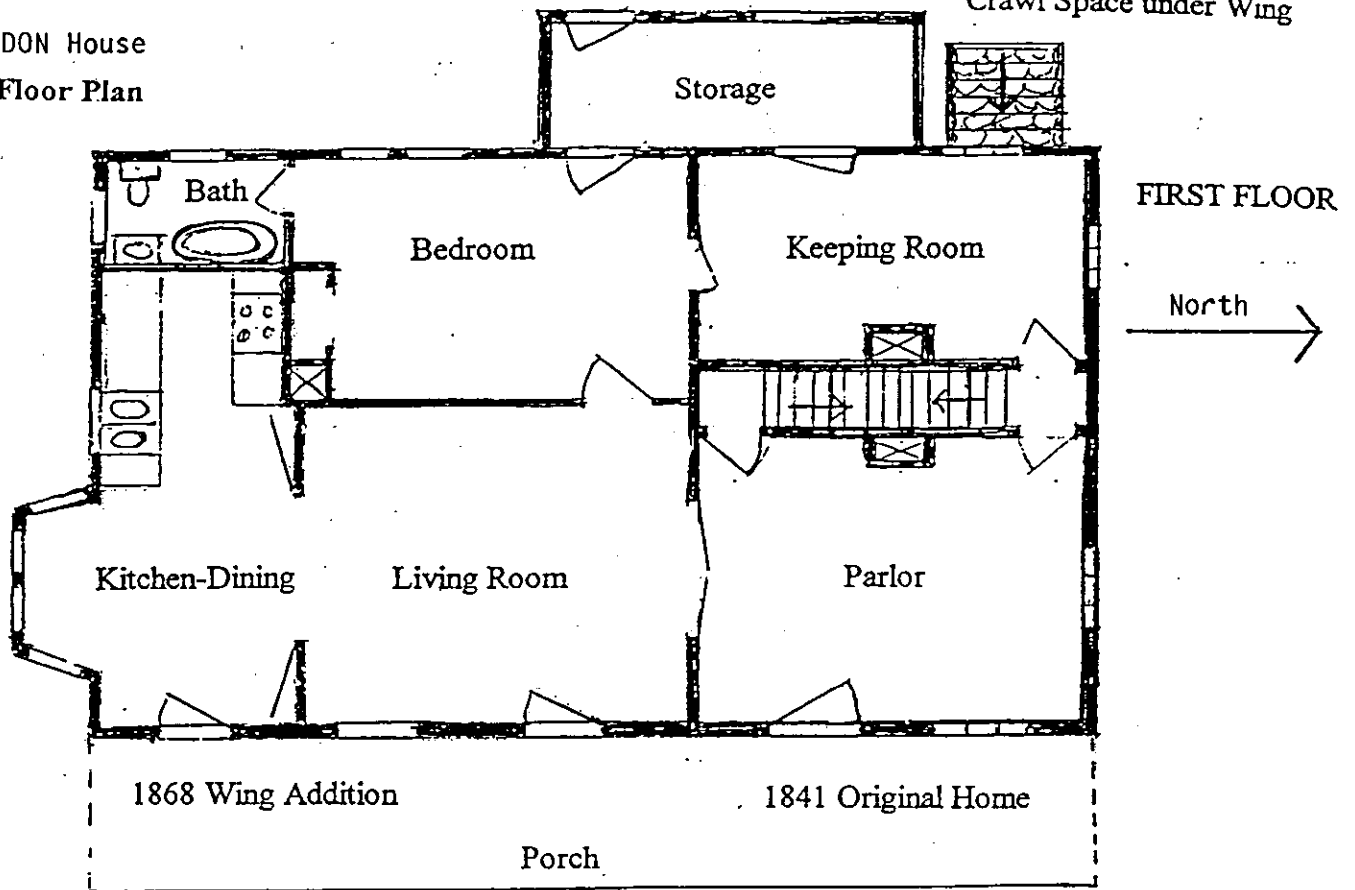 DON House
Floor Plan
Crawl Space under Wing
Storage
FIRST FLOOR
North
Bath
Bedroom
Keeping Room
Kitchen-Dining
Living Room
Parlor
1868 Wing Addition
1841 Original Home
Porch